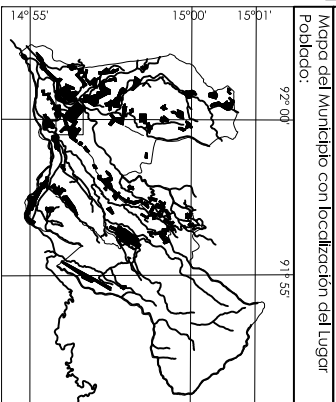 Mapa del Municipio con localización del Lugar
Poblado:
14°55'
15°00'
15°01'
92° 00'
91° 55'